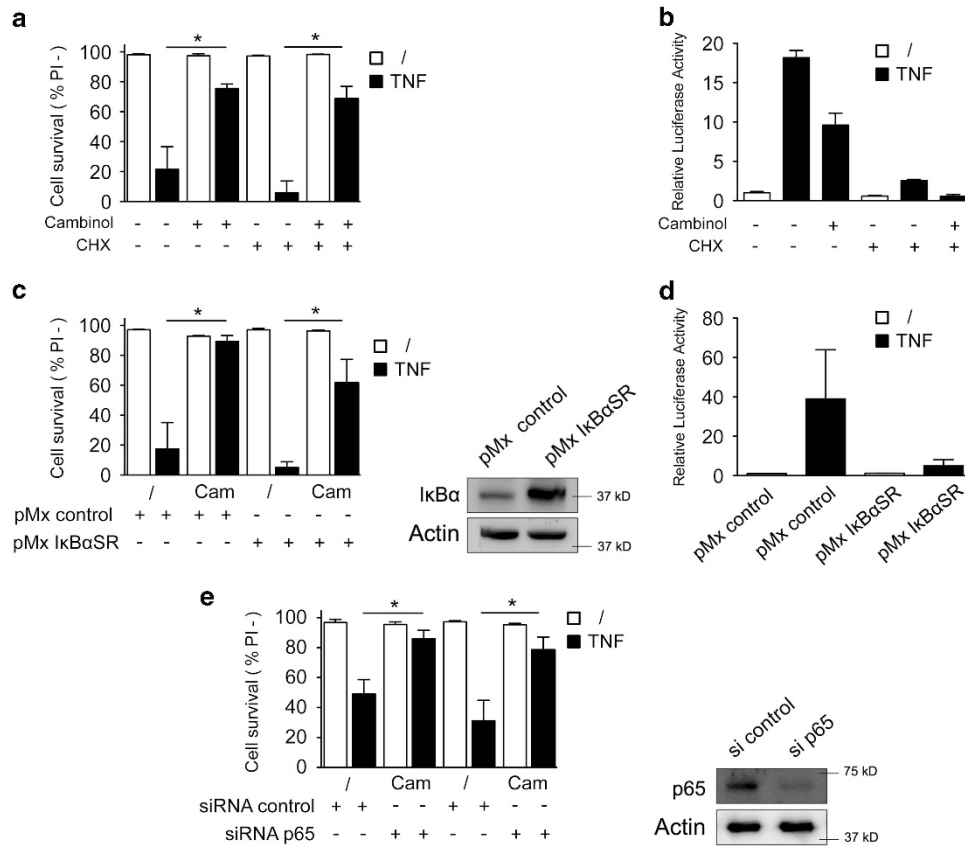 a
Cell survival ( % PI - )
100
80
60
40
20
0
*
*
/
TNF
Cambinol - - + + - - + +
CHX - - - - + + + +
b
Relative Luciferase Activity
20
15
10
5
0
/
TNF
Cambinol - - + - - +
CHX - - - + + +
c
Cell survival ( % PI - )
100
80
60
40
20
0
*
*
/
TNF
/ Cam / Cam
pMx control + + + + - - - -
pMx IκBαSR - - - - + + + +
pMx control
pMx IκBαSR
IκBα
37 kD
Actin
37 kD
d
Relative Luciferase Activity
80
60
40
20
0
/
TNF
pMx control
pMx control
pMx IκBαSR
pMx IκBαSR
e
Cell survival ( % PI - )
100
80
60
40
20
0
*
*
/
TNF
/ Cam / Cam
siRNA control + + - - + + - -
siRNA p65 - - + + - - + +
si control
si p65
p65
75 kD
Actin
37 kD